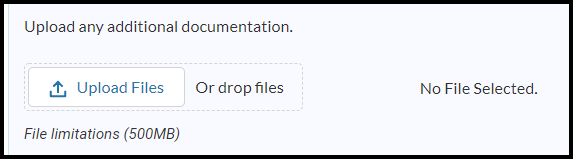 Upload any additional documentation.
Upload Files Or drop files No File Selected.
File limitations (500MB)